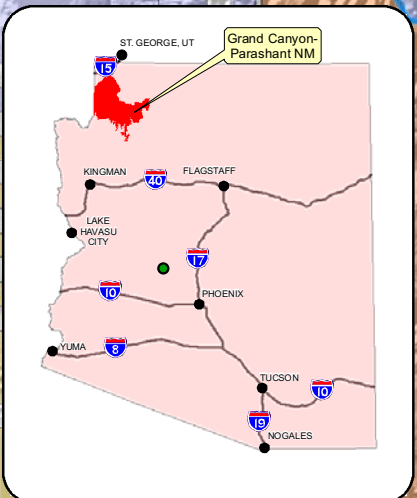 ST. GEORGE, UT
15
Grand Canyon-
Parashant NM
KINGMAN
40
FLAGSTAFF
LAKE
HAVASU
CITY
17
10
PHOENIX
YUMA
8
TUCSON
10
19
NOGALES